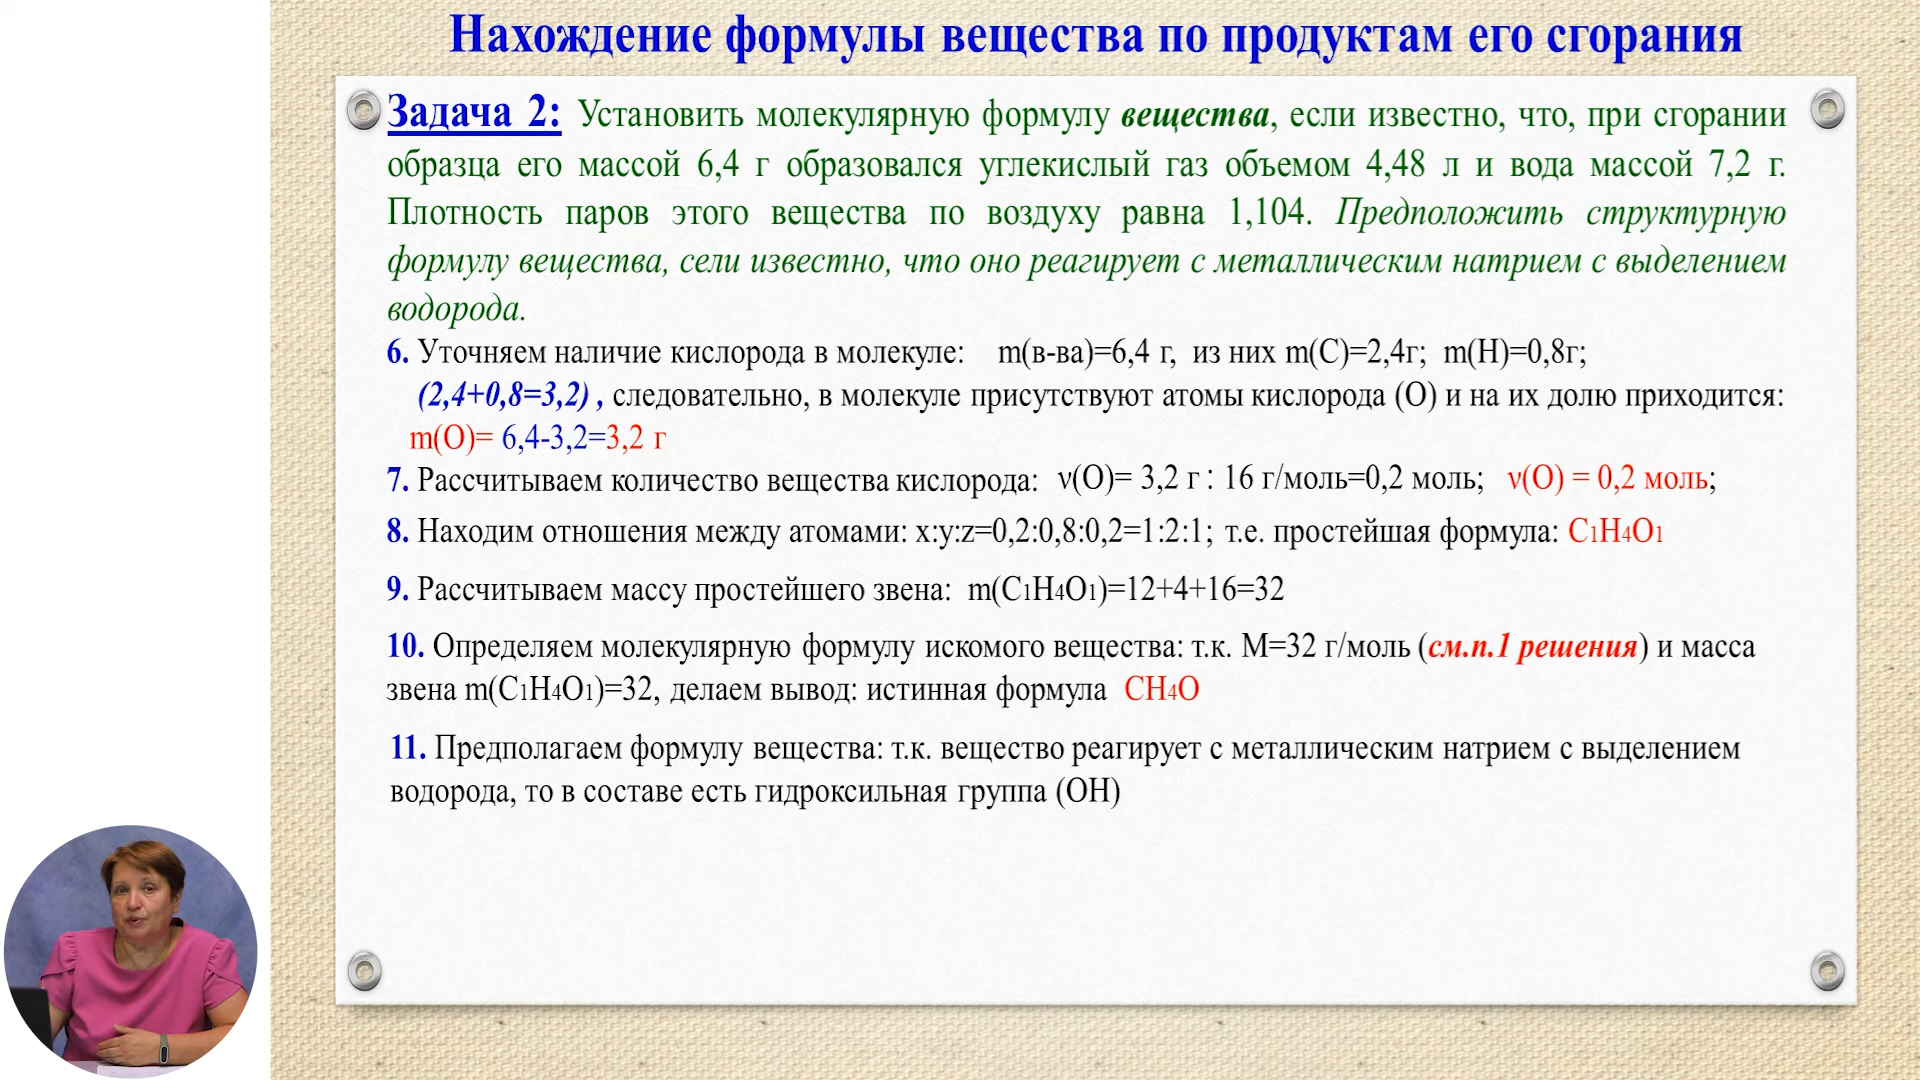 Нахождение формулы вещества по продуктам его сгорания
Задача 2: Установить молекулярную формулу вещества, если известно, что, при сгорании
образца его массой 6,4 г образовался углекислый газ объемом 4,48 л и вода массой 7,2 г.
Плотность паров этого вещества по воздуху равна 1,104. Предположить структурную
формулу вещества, сели известно, что оно реагирует с металлическим натрием с выделением
водорода.
6. Уточняем наличие кислорода в молекуле: m(в-ва)=6,4 г, из них m(C)=2,4г; m(H)=0,8г;
(2,4+0,8=3,2) , следовательно, в молекуле присутствуют атомы кислорода (О) и на их долю приходится:
m(O)= 6,4-3,2=3,2 г
7. Рассчитываем количество вещества кислорода: ν(O)= 3,2 г : 16 г/моль=0,2 моль; ν(O) = 0,2 моль;
8. Находим отношения между атомами: x:y:z=0,2:0,8:0,2=1:2:1; т.е. простейшая формула: C1H4O1
9. Рассчитываем массу простейшего звена: m(C1H4O1)=12+4+16=32
10. Определяем молекулярную формулу искомого вещества: т.к. М=32 г/моль (см.п.1 решения) и масса
звена m(C1H4O1)=32, делаем вывод: истинная формула CH4O
11. Предполагаем формулу вещества: т.к. вещество реагирует с металлическим натрием с выделением
водорода, то в составе есть гидроксильная группа (ОН)